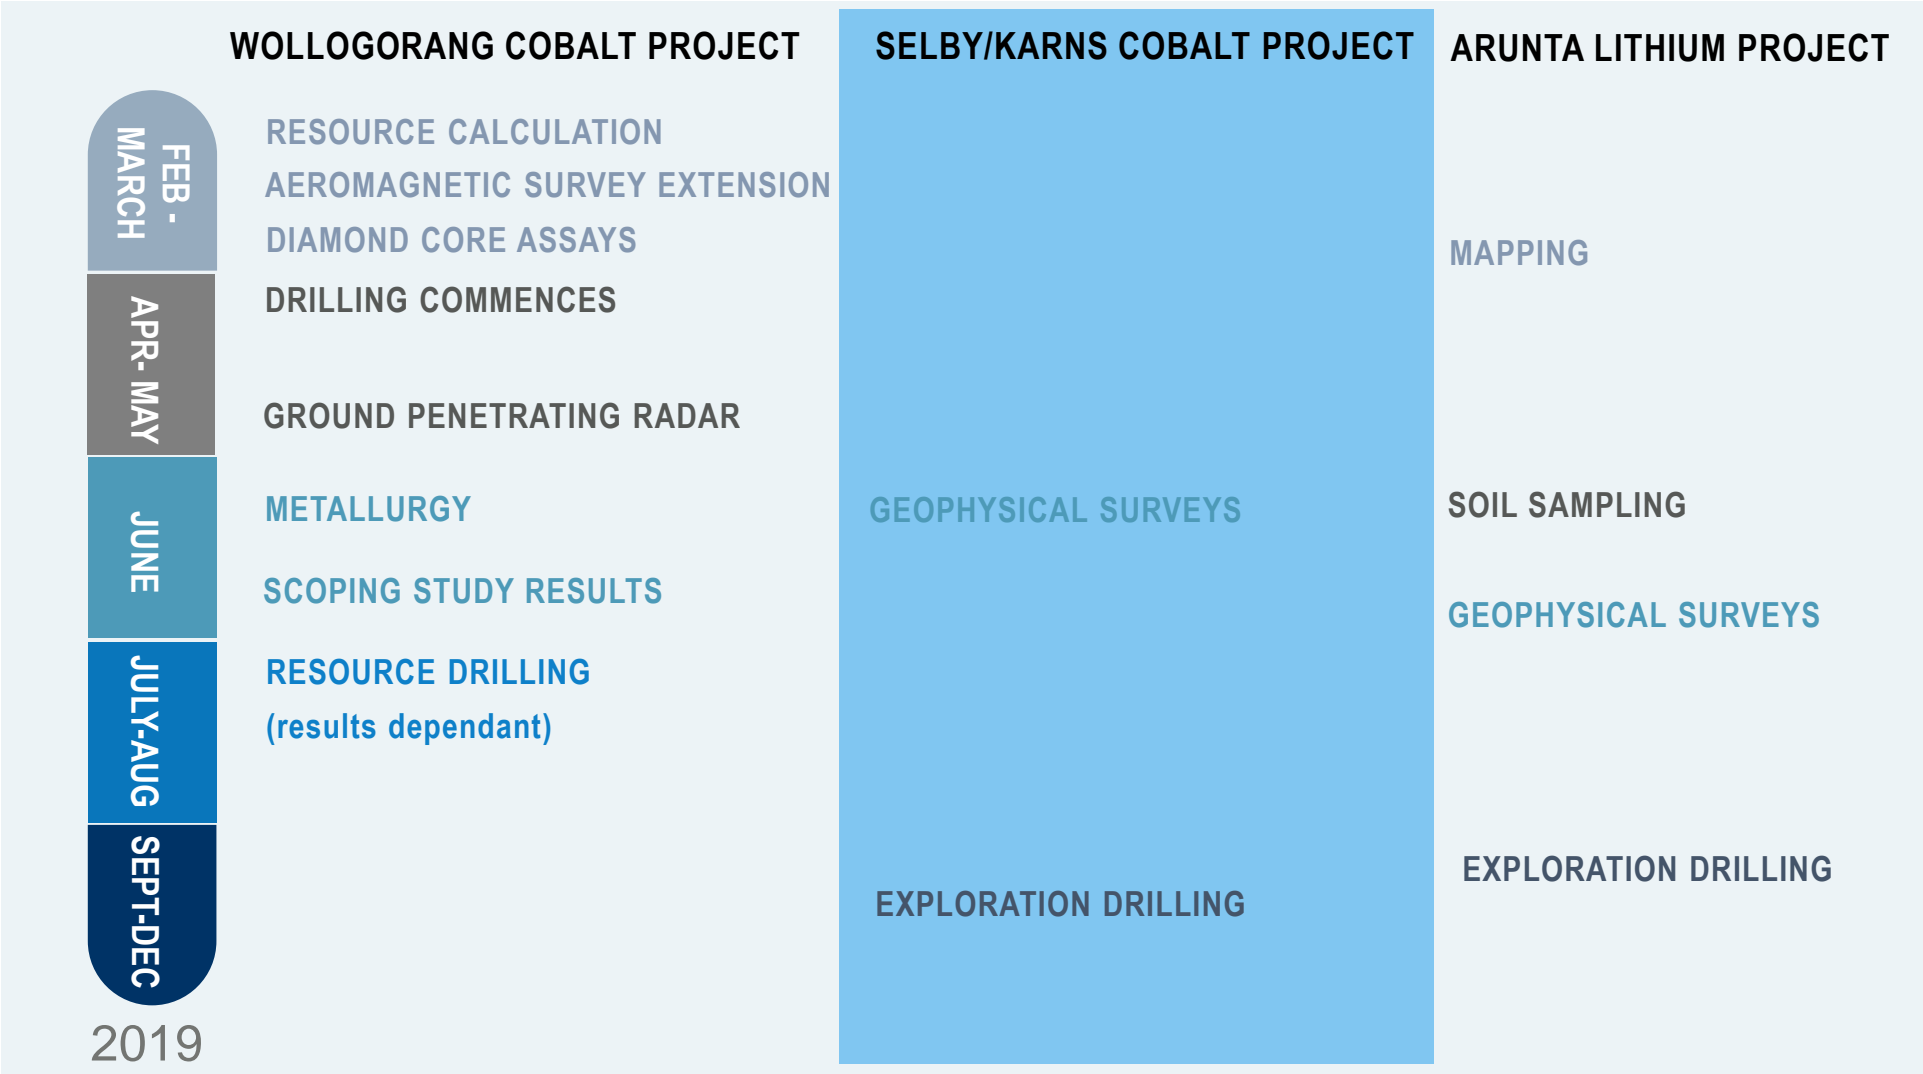 WOLLOGORANG COBALT PROJECT
SELBY/KARNS COBALT PROJECT
ARUNTA LITHIUM PROJECT
FEB -
MARCH
RESOURCE CALCULATION
AEROMAGNETIC SURVEY EXTENSION
DIAMOND CORE ASSAYS
MAPPING
APR- MAY
DRILLING COMMENCES
GROUND PENETRATING RADAR
JUNE
METALLURGY
GEOPHYSICAL SURVEYS
SOIL SAMPLING
SCOPING STUDY RESULTS
GEOPHYSICAL SURVEYS
JULY-AUG
RESOURCE DRILLING
(results dependant)
SEPT-DEC
EXPLORATION DRILLING
EXPLORATION DRILLING
2019